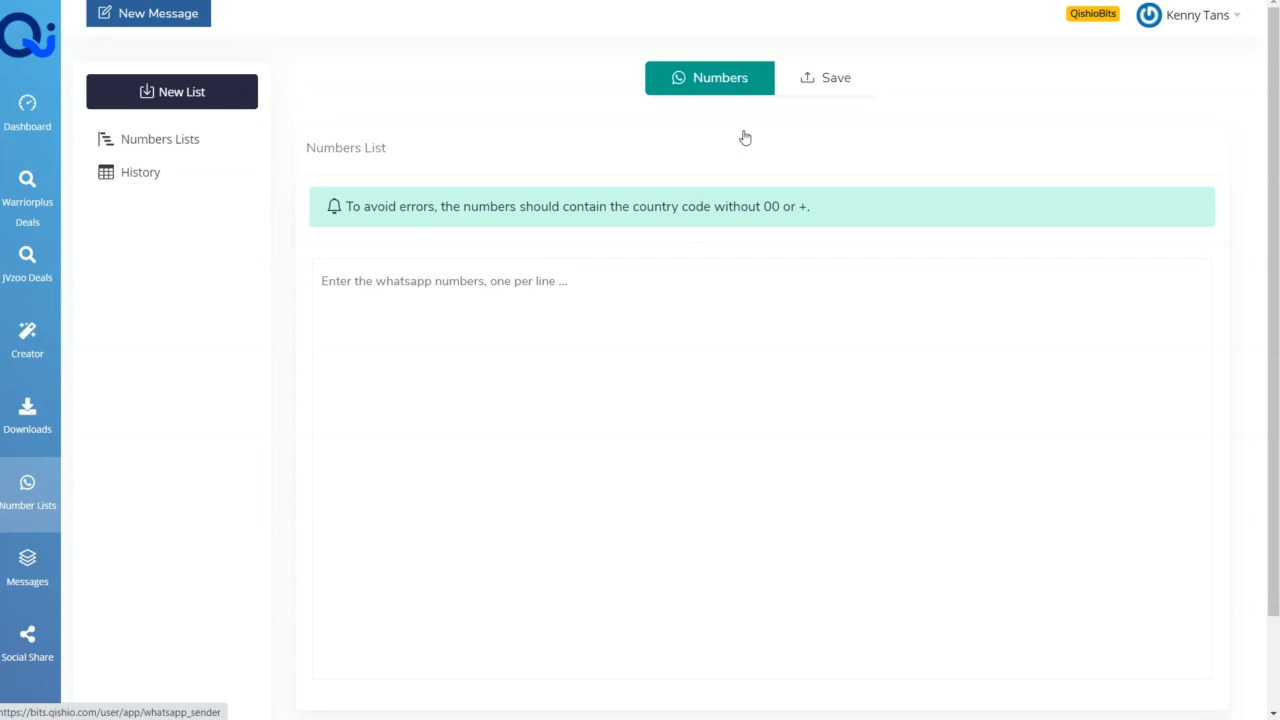 New Message
QishioBits
Kenny Tans
New List
Numbers Lists
History
Numbers
Save
Numbers List
To avoid errors, the numbers should contain the country code without 00 or +.
Enter the whatsapp numbers, one per line ...
Qi
Dashboard
Warriorplus
Deals
JVzoo Deals
Creator
Downloads
Number Lists
Messages
Social Share
https://bits.qishio.com/user/app/whatsapp_sender